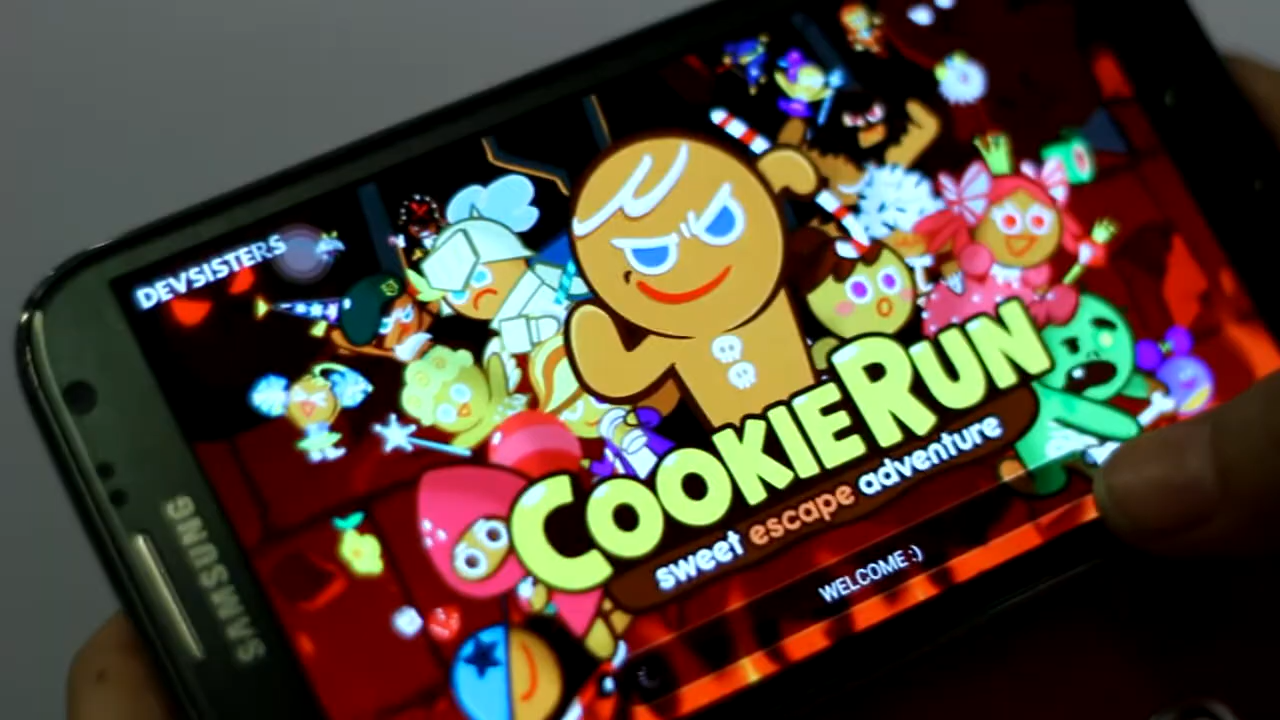 DEVSISTERS
COOKIERUN
sweet escape adventure
WELCOME :)
SAMSUNG